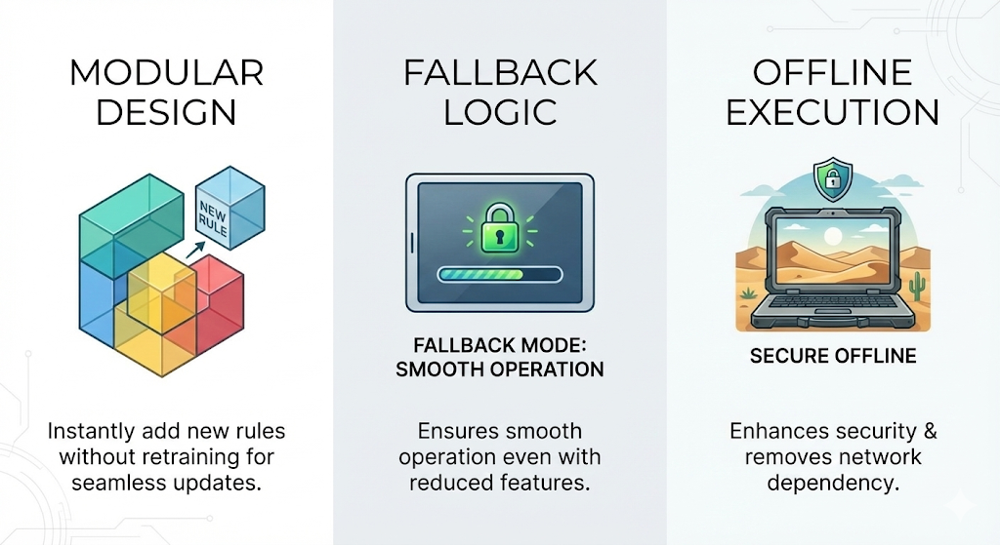 MODULAR
DESIGN
NEW
RULE
Instantly add new rules
without retraining for
seamless updates.
FALLBACK
LOGIC
FALLBACK MODE:
SMOOTH OPERATION
Ensures smooth
operation even with
reduced features.
OFFLINE
EXECUTION
1
SECURE OFFLINE
Enhances security &
removes network
dependency.